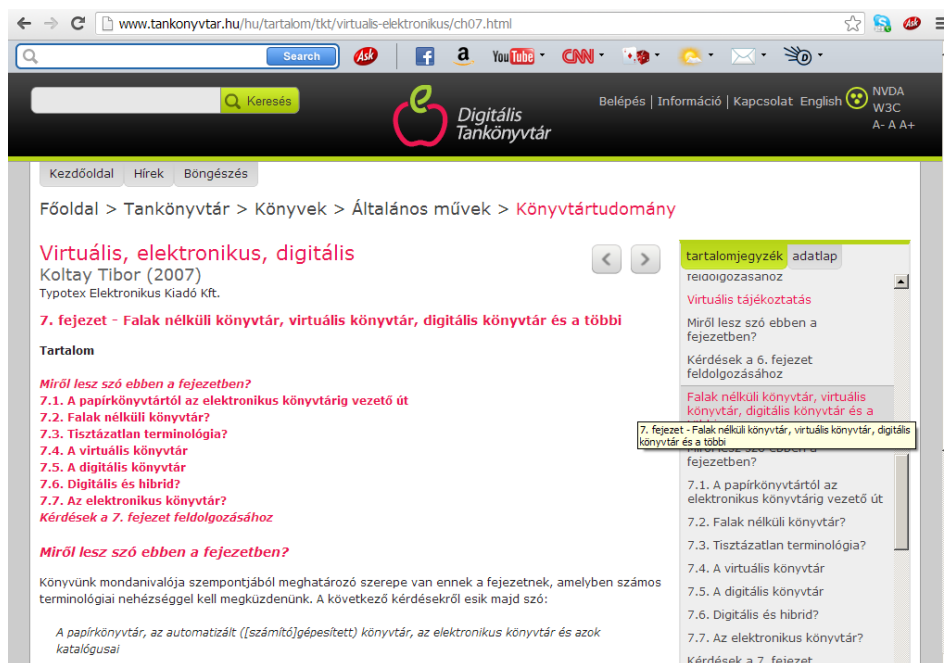 www.tankonyvtar.hu/hu/tartalom/tkt/virtualis-elektronikus/ch07.html
Search
Ask
f
a
You Tube
CNN
D
Keresés
e
Digitális
Tankönyvtár
Belépés | Információ | Kapcsolat English
NVDA
W3C
A- A A+
Kezdőoldal Hírek Böngészés
Főoldal > Tankönyvtár > Könyvek > Általános művek > Könyvtártudomány
Virtuális, elektronikus, digitális
Koltay Tibor (2007)
Typotex Elektronikus Kiadó Kft.
7. fejezet - Falak nélküli könyvtár, virtuális könyvtár, digitális könyvtár és a többi
Tartalom
Miről lesz szó ebben a fejezetben?
7.1. A papírkönyvtártól az elektronikus könyvtárig vezető út
7.2. Falak nélküli könyvtár?
7.3. Tisztázatlan terminológia?
7.4. A virtuális könyvtár
7.5. A digitális könyvtár
7.6. Digitális és hibrid?
7.7. Az elektronikus könyvtár?
Kérdések a 7. fejezet feldolgozásához
Miről lesz szó ebben a fejezetben?
Könyvünk mondanivalója szempontjából meghatározó szerepe van ennek a fejezetnek, amelyben számos
terminológiai nehézséggel kell megküzdenünk. A következő kérdésekről esik majd szó:
A papírkönyvtár, az automatizált ([számító]gépesített) könyvtár, az elektronikus könyvtár és azok
katalógusai
tartalomjegyzék adatlap
feldolgozásához
Virtuális tájékoztatás
Miről lesz szó ebben a
fejezetben?
Kérdések a 6. fejezet
feldolgozásához
Falak nélküli könyvtár, virtuális
könyvtár, digitális könyvtár és a
7. fejezet - Falak nélküli könyvtár, virtuális könyvtár, digitális
könyvtár és a többi
Miről lesz szó ebben a
fejezetben?
7.1. A papírkönyvtártól az
elektronikus könyvtárig vezető út
7.2. Falak nélküli könyvtár?
7.3. Tisztázatlan terminológia?
7.4. A virtuális könyvtár
7.5. A digitális könyvtár
7.6. Digitális és hibrid?
7.7. Az elektronikus könyvtár?
Kérdések a 7. fejezet